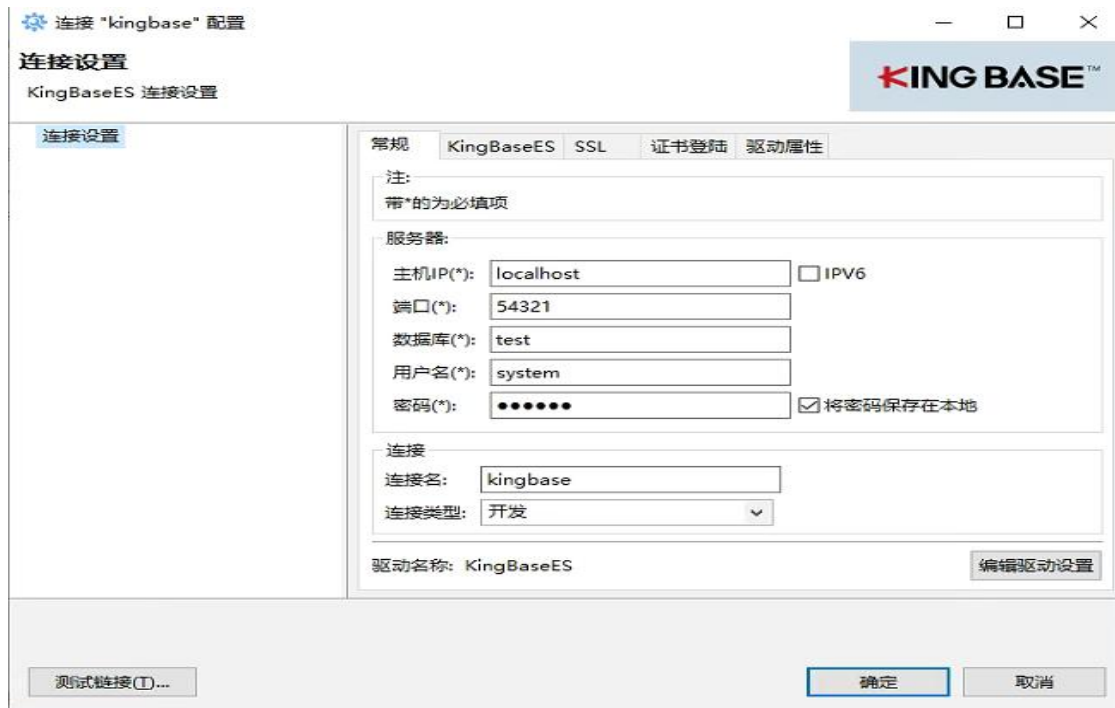 连接 "kingbase" 配置
连接设置
KingBaseES 连接设置
KING BASE™
连接设置
常规 KingBaseES SSL 证书登陆 驱动属性
注:
带*的为必填项
服务器:
主机IP(*): localhost IPV6
端口(*): 54321
数据库(*): test
用户名(*): system
密码(*): ●●●●●● 将密码保存在本地
连接
连接名: kingbase
连接类型: 开发
驱动名称: KingBaseES 编辑驱动设置
测试链接(T)... 确定 取消